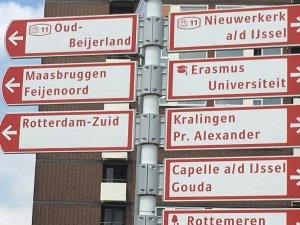 11 Oud-
Beijerland
Maasbruggen
Feijenoord
Rotterdam-Zuid
11 Nieuwerkerk
a/d IJssel
Erasmus
Universiteit
Kralingen
Pr. Alexander
Capelle a/d IJssel
Gouda
Rottemeren